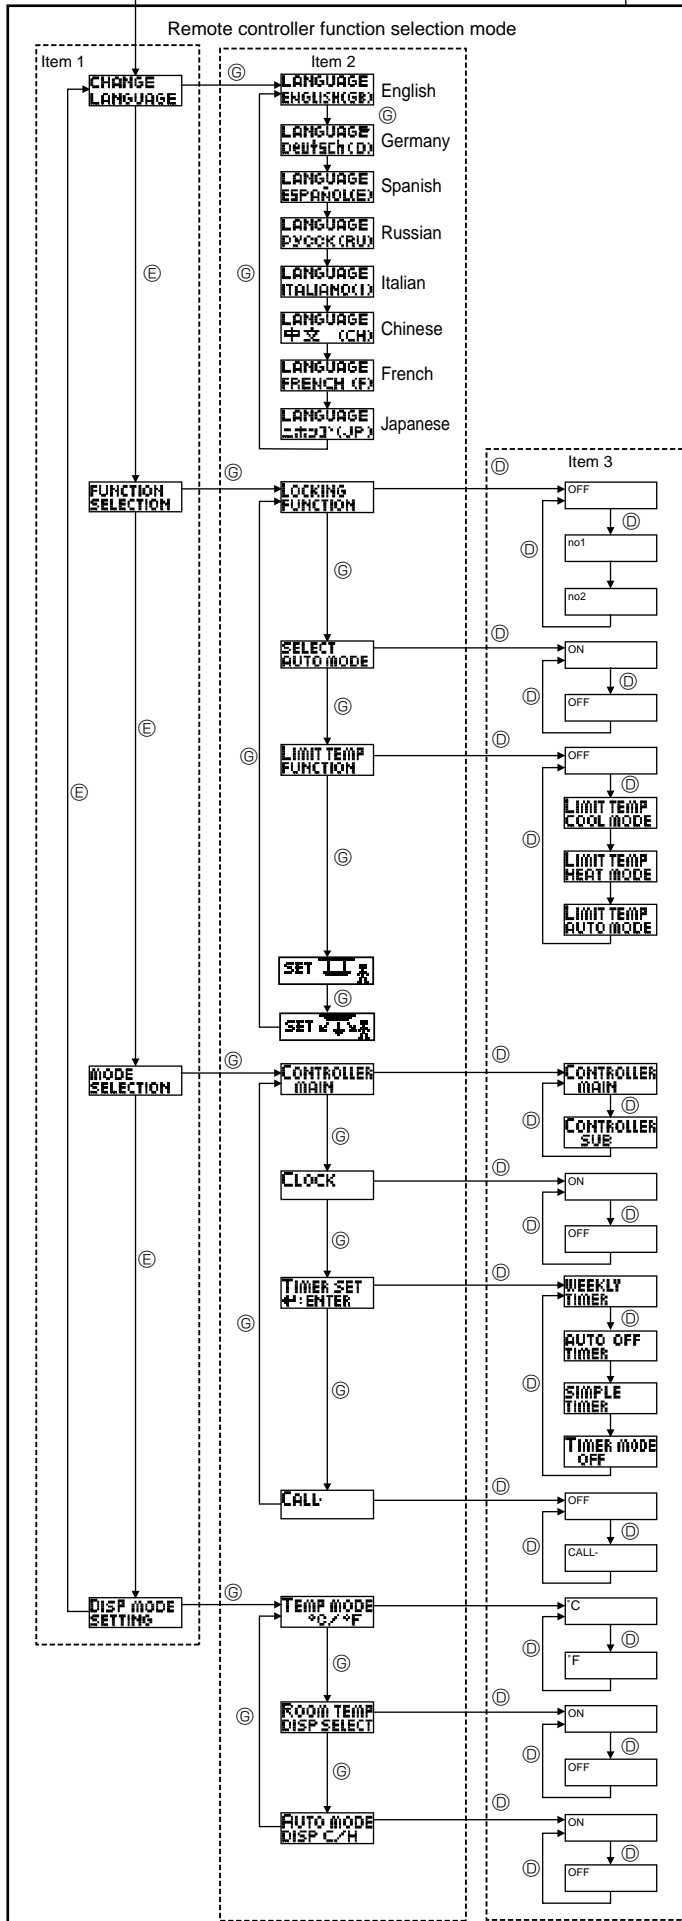 Remote controller function selection mode
Item 1
Item 2
CHANGE
LANGUAGE
Ⓖ
LANGUAGE
ENGLISH(GB)
English
Ⓖ
LANGUAGE
Deutsch(D)
Germany
LANGUAGE
ESPAÑOL(E)
Spanish
LANGUAGE
РУССК(RU)
Russian
Ⓔ
Ⓖ
LANGUAGE
ITALIANO(I)
Italian
LANGUAGE
中文 (CH)
Chinese
LANGUAGE
FRENCH (F)
French
LANGUAGE
ニホンゴ(JP)
Japanese
Item 3
FUNCTION
SELECTION
Ⓖ
LOCKING
FUNCTION
Ⓓ
OFF
Ⓓ
Ⓓ
no1
no2
Ⓖ
SELECT
AUTO MODE
Ⓓ
ON
Ⓓ
Ⓓ
OFF
Ⓖ
Ⓔ
Ⓖ
LIMIT TEMP
FUNCTION
Ⓓ
OFF
Ⓓ
Ⓔ
LIMIT TEMP
COOL MODE
Ⓓ
LIMIT TEMP
HEAT MODE
Ⓖ
LIMIT TEMP
AUTO MODE
SET
Ⓖ
SET
MODE
SELECTION
Ⓖ
CONTROLLER
MAIN
Ⓓ
CONTROLLER
MAIN
Ⓓ
Ⓓ
CONTROLLER
SUB
Ⓖ
CLOCK
Ⓓ
ON
Ⓓ
Ⓓ
OFF
Ⓖ
Ⓔ
TIMER SET
↵:ENTER
Ⓓ
WEEKLY
TIMER
Ⓓ
Ⓖ
AUTO OFF
TIMER
Ⓓ
SIMPLE
TIMER
Ⓖ
TIMER MODE
OFF
CALL-
Ⓓ
OFF
Ⓓ
Ⓓ
CALL-
DISP MODE
SETTING
Ⓖ
TEMP MODE
°C/°F
Ⓓ
°C
Ⓓ
Ⓓ
°F
Ⓖ
Ⓖ
ROOM TEMP
DISP SELECT
Ⓓ
ON
Ⓓ
Ⓓ
OFF
Ⓖ
AUTO MODE
DISP C/H
Ⓓ
ON
Ⓓ
Ⓓ
OFF